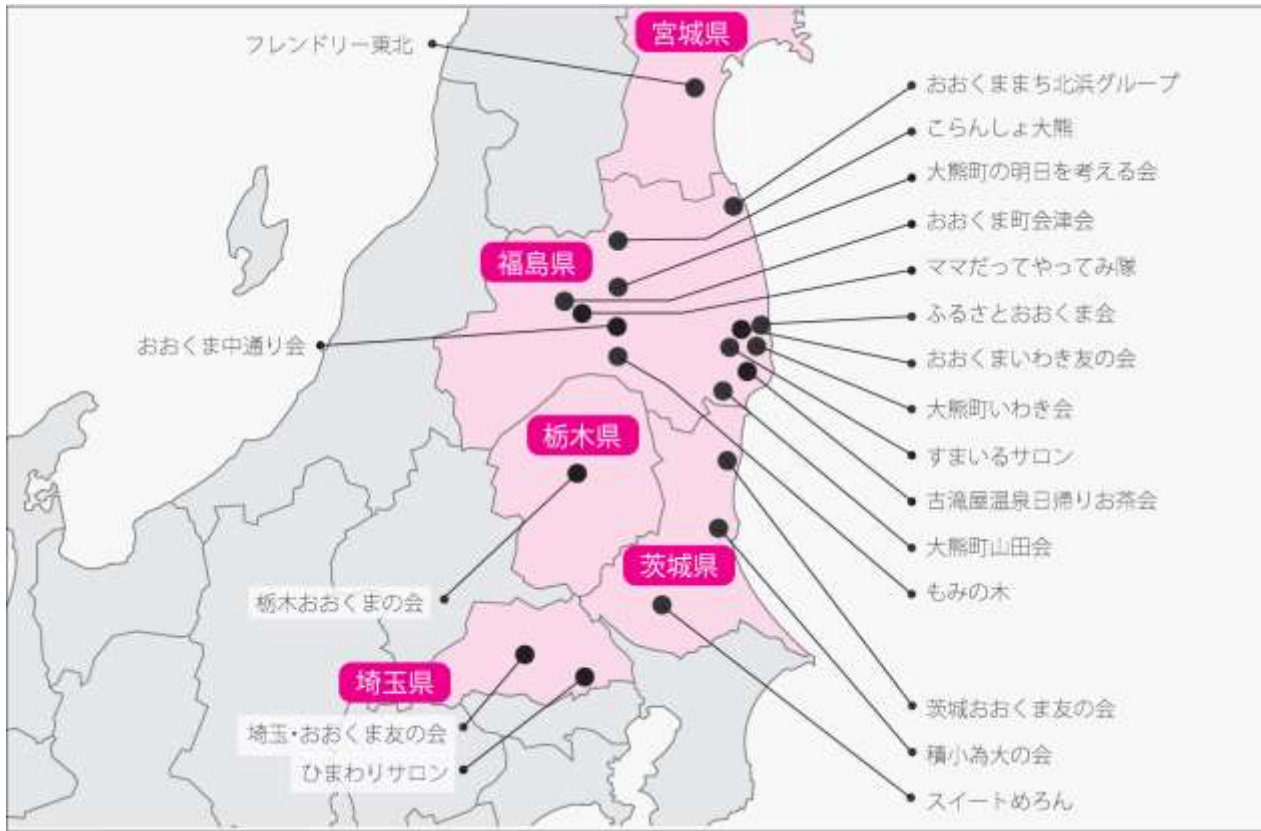 宮城県
フレンドリー東北
おおくままち北浜グループ
こらんしょ大熊
大熊町の明日を考える会
おおくま町会津会
福島県
ママだってやってみ隊
ふるさとおおくま会
おおくま中通り会
おおくまいわき友の会
大熊町いわき会
栃木県
すまいるサロン
古滝屋温泉日帰りお茶会
大熊町山田会
茨城県
もみの木
栃木おおくまの会
埼玉県
茨城おおくま友の会
埼玉・おおくま友の会
積小為大の会
ひまわりサロン
スイートめろん